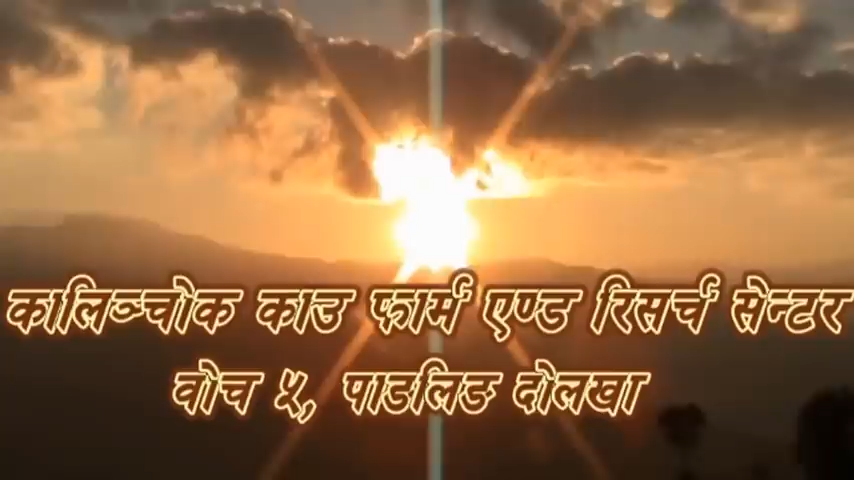 कालिञ्चोक काउ फार्म एण्ड रिसर्च सेन्टर
वोच ५, पाडलिङ दोलखा